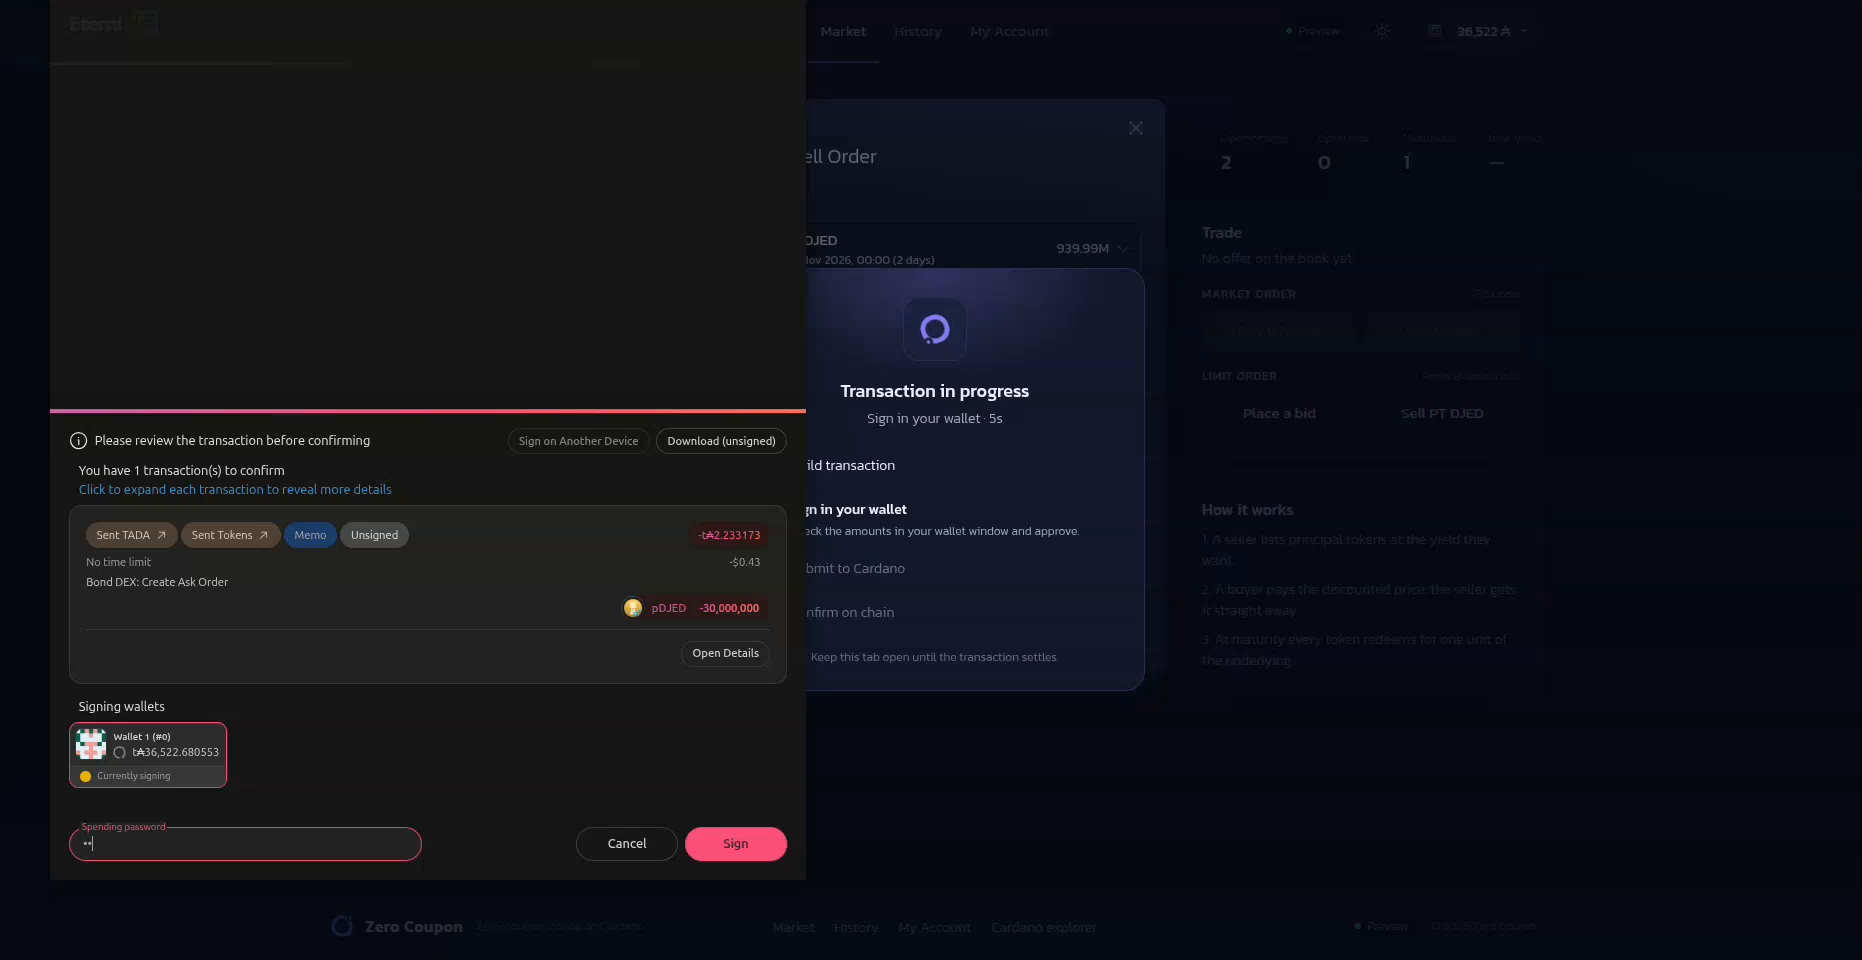 Eternl
Market History My Account
Preview
36,522 ₳
ell Order
DJED
lov 2026, 00:00 (2 days)
939.99M
2 0 1 —
Trade
No offer on the book yet
MARKET ORDER
LIMIT ORDER
Place a bid
Sell PT DJED
How it works
1. A seller lists principal tokens at the yield they
want.
2. A buyer pays the discounted price; the seller gets
it straight away.
3. At maturity every token redeems for one unit of
the underlying.
Transaction in progress
Sign in your wallet · 5s
ild transaction
gn in your wallet
eck the amounts in your wallet window and approve.
bmit to Cardano
nfirm on chain
Keep this tab open until the transaction settles
Please review the transaction before confirming
Sign on Another Device
Download (unsigned)
You have 1 transaction(s) to confirm
Click to expand each transaction to reveal more details
Sent TADA
Sent Tokens
Memo
Unsigned
-t₳2.233173
No time limit
-$0.43
Bond DEX: Create Ask Order
pDJED -30,000,000
Open Details
Signing wallets
Wallet 1 (#0)
t₳36,522.680553
Currently signing
Spending password
••
Cancel
Sign
Zero Coupon
Market History My Account Cardano explorer
Preview